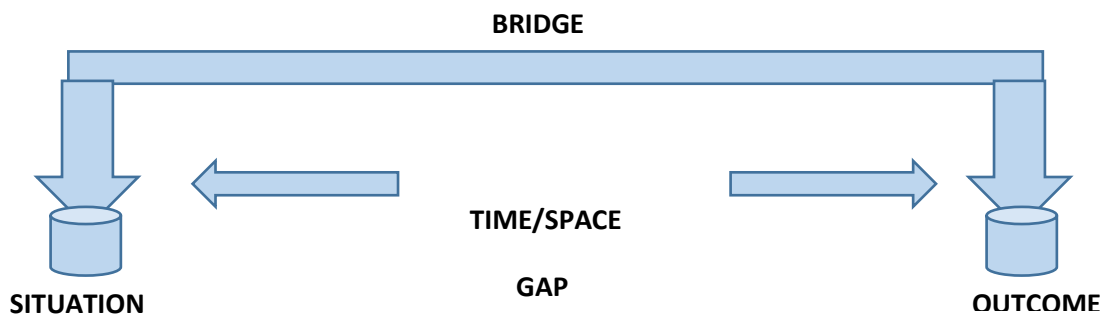 BRIDGE
TIME/SPACE
GAP
SITUATION
OUTCOME